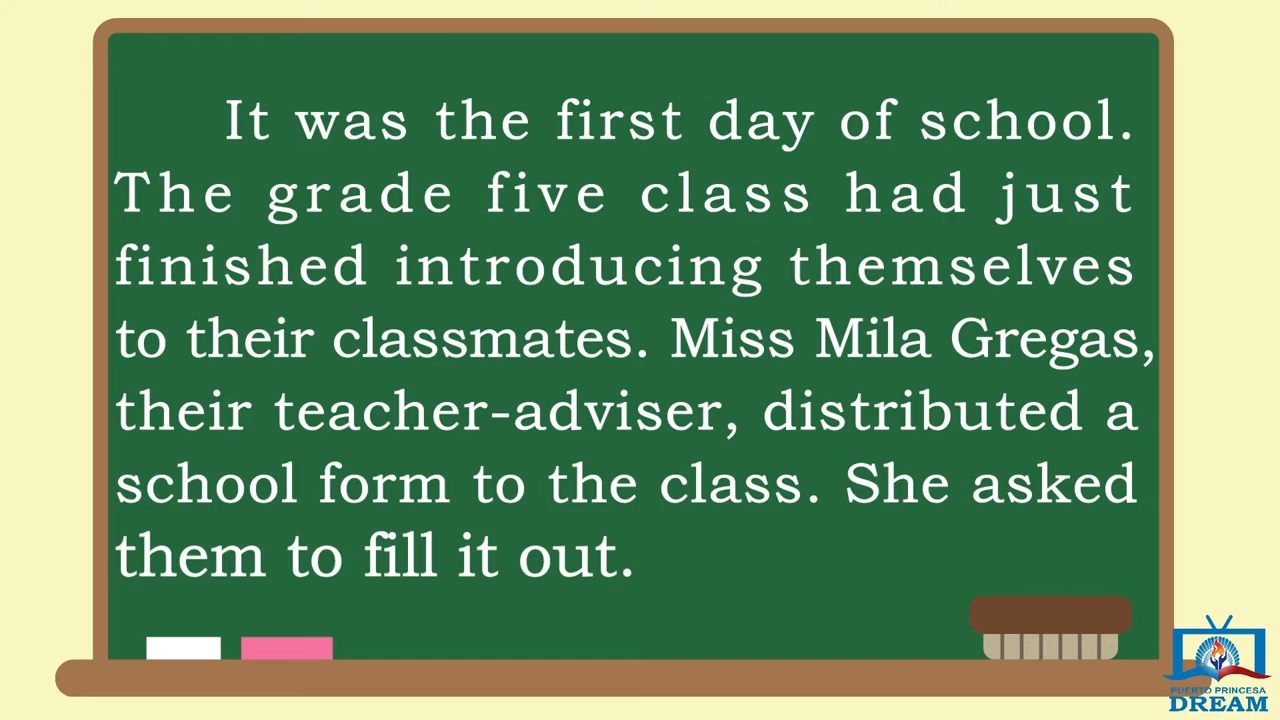 It was the first day of school.
The grade five class had just
finished introducing themselves
to their classmates. Miss Mila Gregas,
their teacher-adviser, distributed a
school form to the class. She asked
them to fill it out.
PUERTO PRINCESA
DREAM